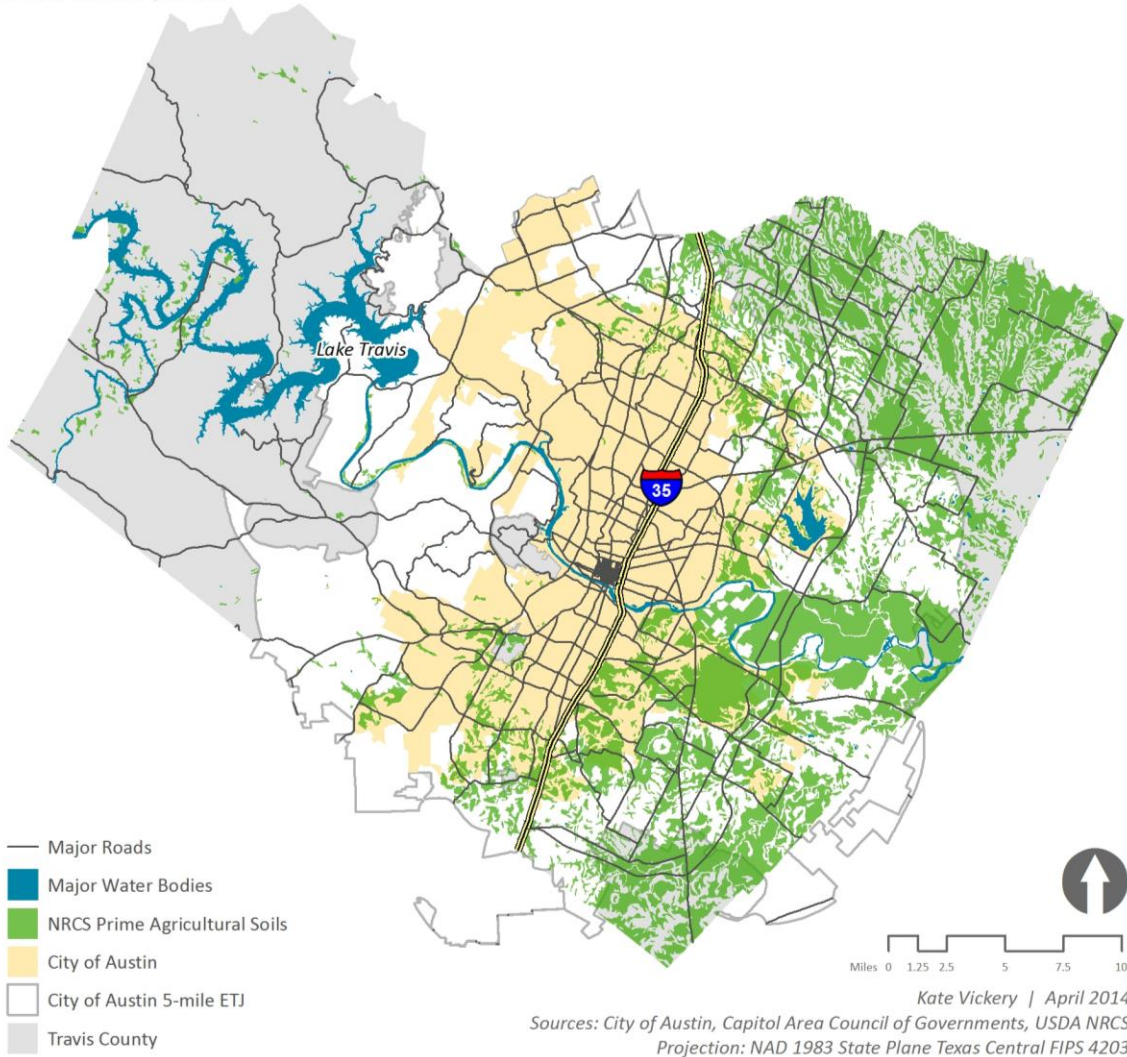 Lake Travis
35
Major Roads
Major Water Bodies
NRCS Prime Agricultural Soils
City of Austin
City of Austin 5-mile ETJ
Travis County
Miles 0 1.25 2.5 5 7.5 10
Kate Vickery | April 2014
Sources: City of Austin, Capitol Area Council of Governments, USDA NRCS
Projection: NAD 1983 State Plane Texas Central FIPS 4203